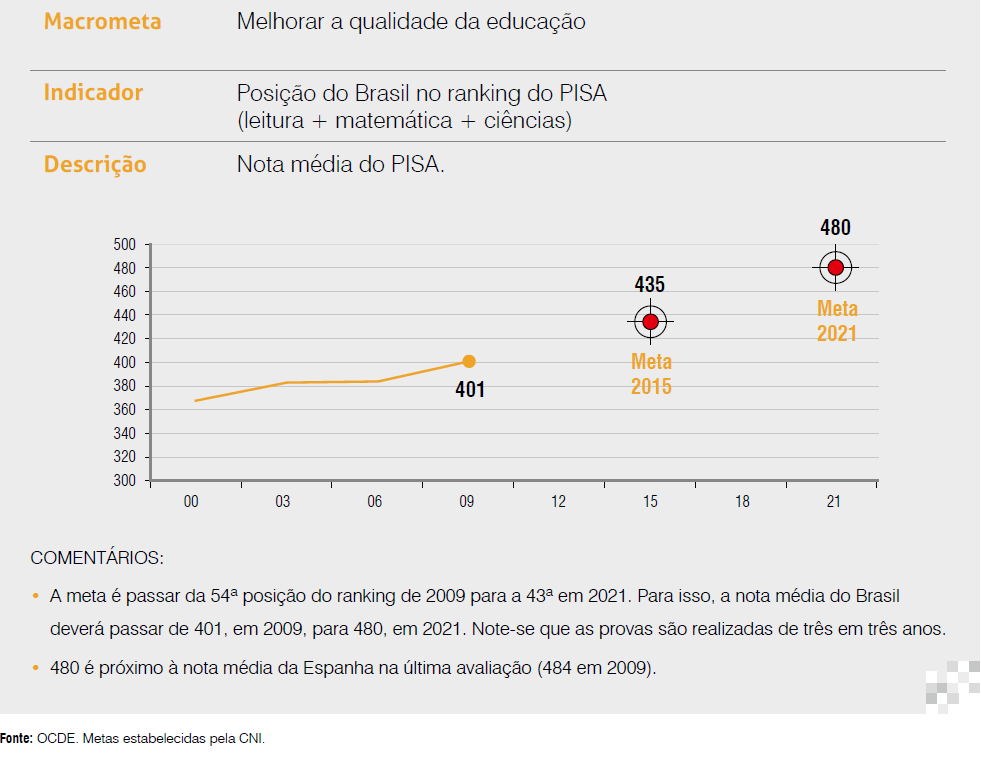 Macrometa Melhorar a qualidade da educação
Indicador Posição do Brasil no ranking do PISA
(leitura + matemática + ciências)
Descrição Nota média do PISA.
500
480
460
440
420
400
380
360
340
320
300
480
Meta
2021
435
Meta
2015
401
00 03 06 09 12 15 18 21
COMENTÁRIOS:
• A meta é passar da 54ª posição do ranking de 2009 para a 43ª em 2021. Para isso, a nota média do Brasil
deverá passar de 401, em 2009, para 480, em 2021. Note-se que as provas são realizadas de três em três anos.
• 480 é próximo à nota média da Espanha na última avaliação (484 em 2009).
Fonte: OCDE. Metas estabelecidas pela CNI.